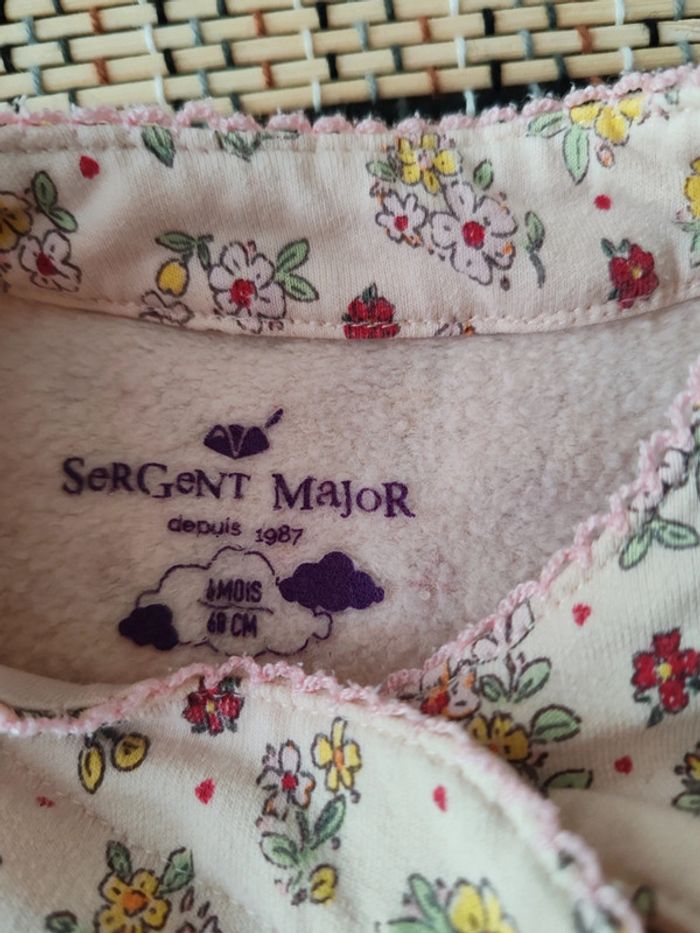 SeRGeNT MaJoR
depuis 1987
6 MOIS
68 CM